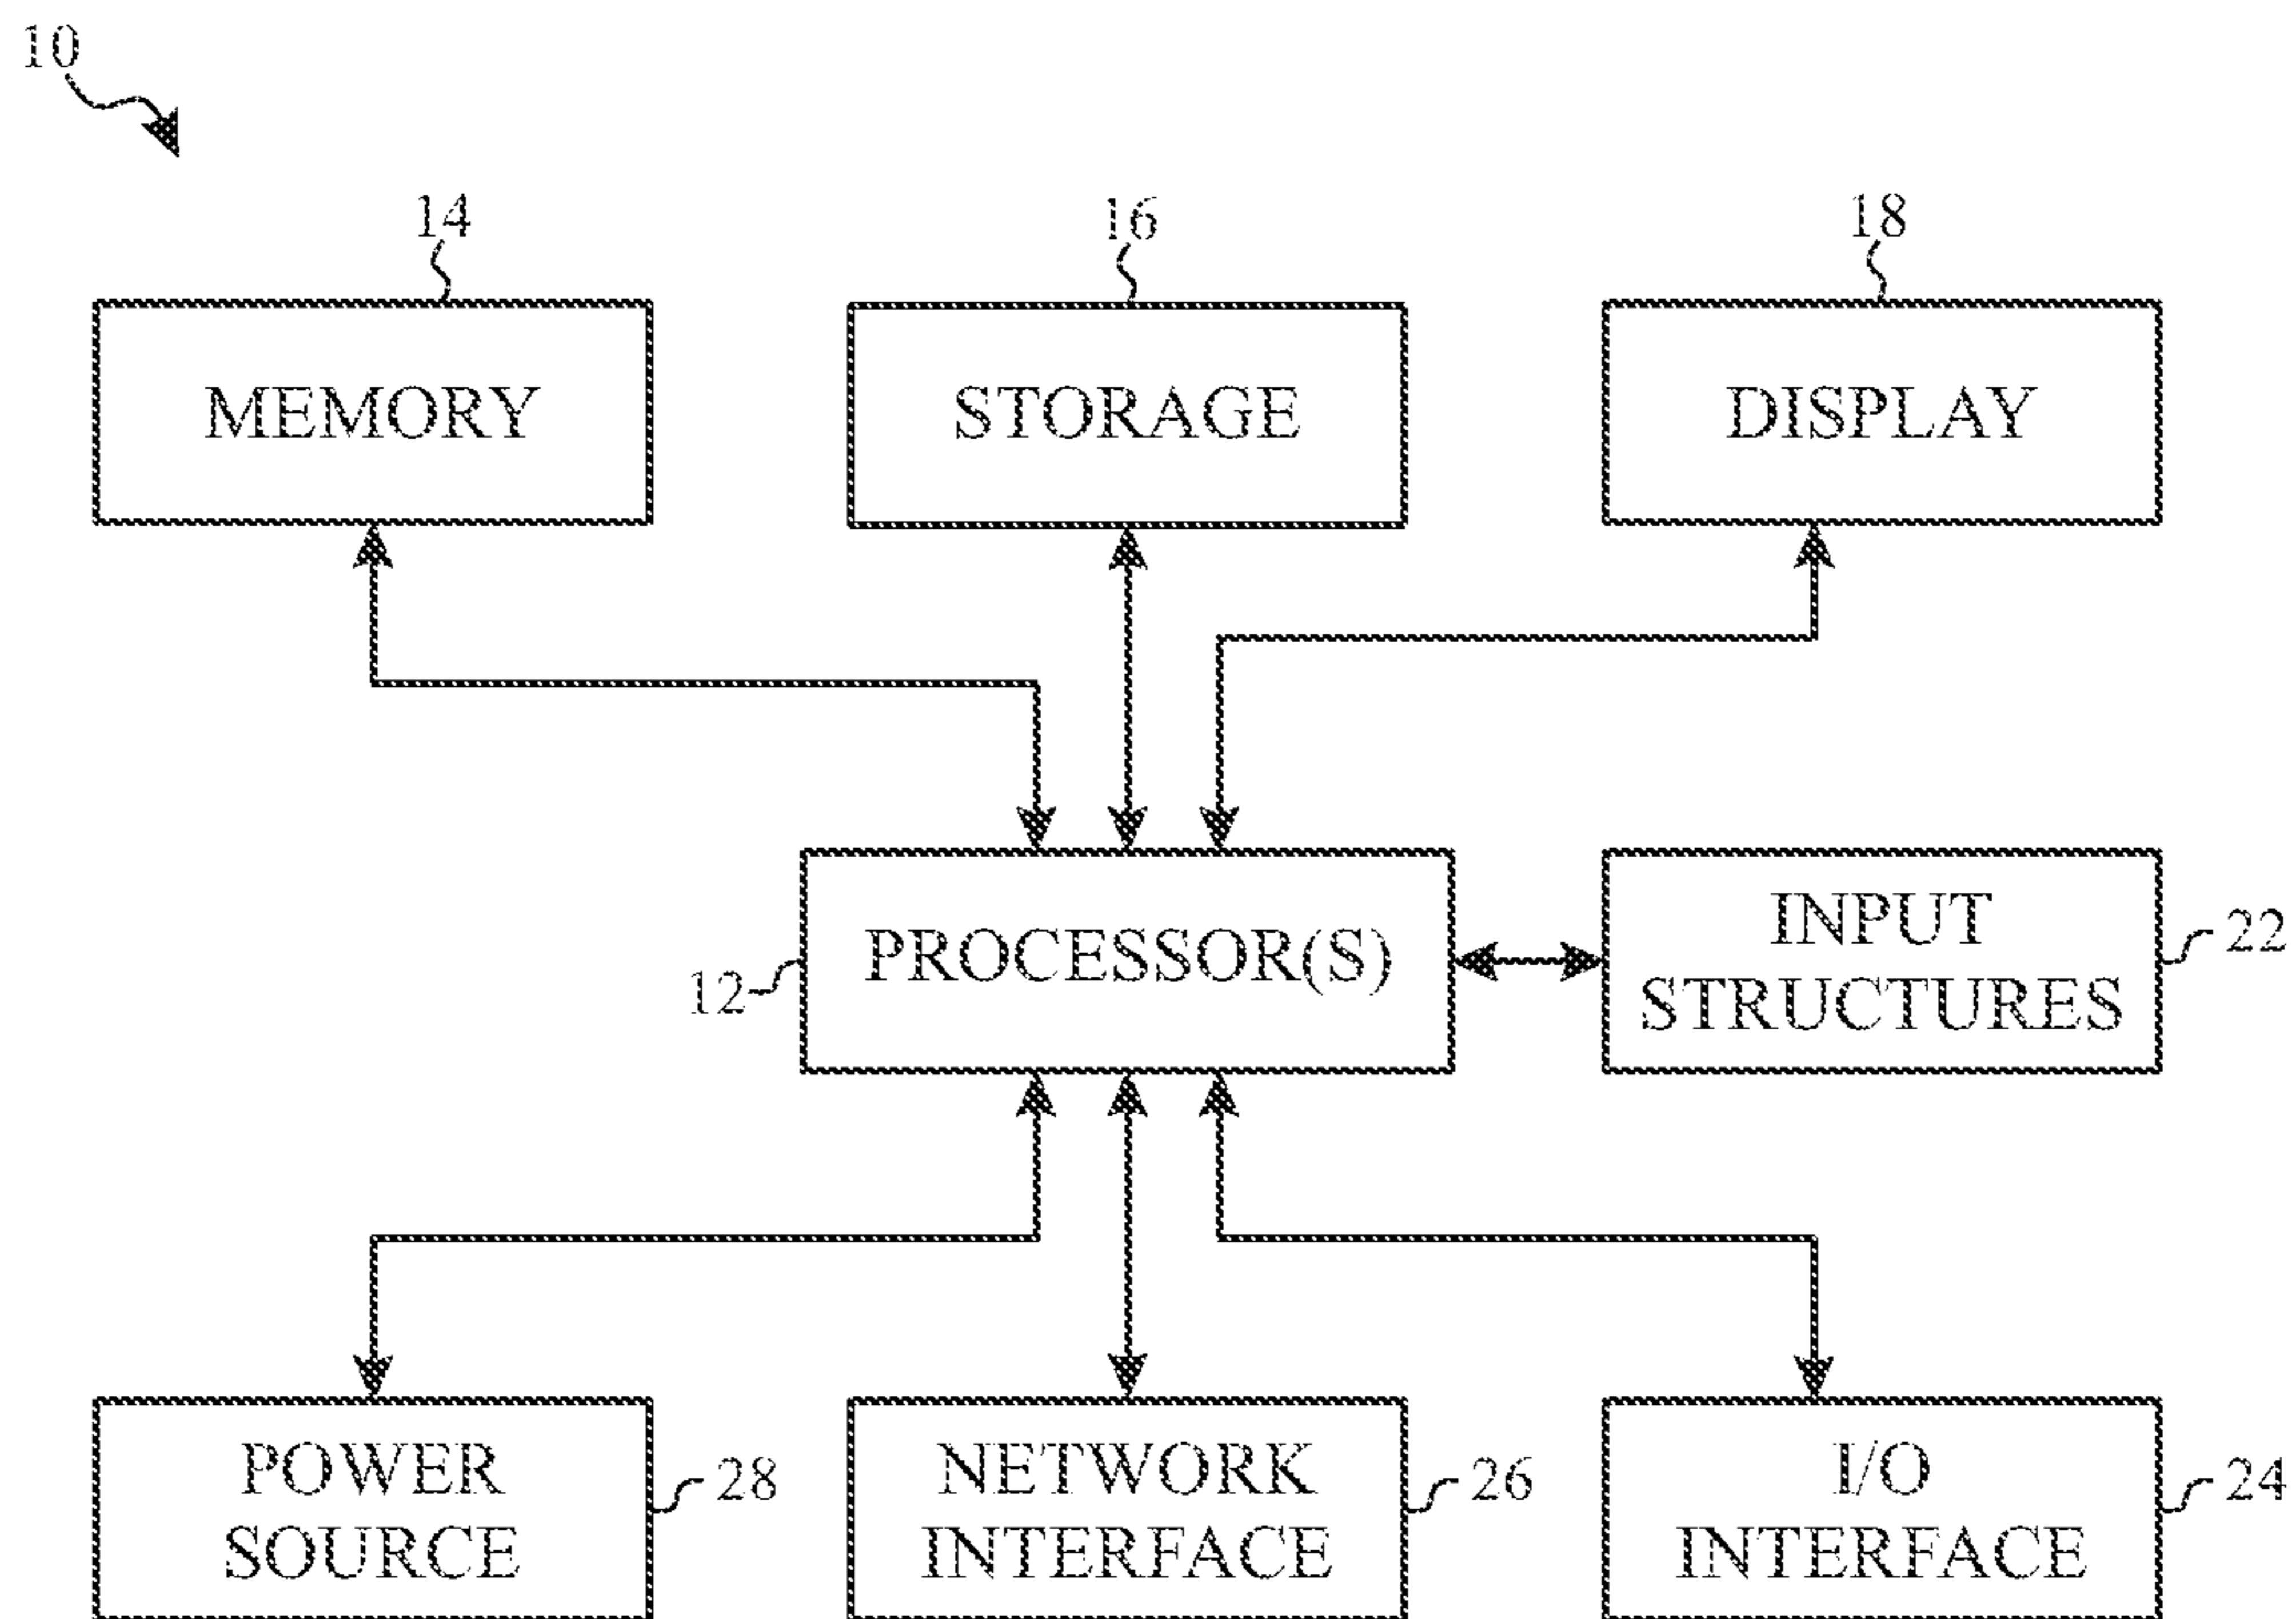 10
14
16
18
MEMORY
STORAGE
DISPLAY
12
PROCESSOR(S)
INPUT
STRUCTURES
22
POWER
SOURCE
28
NETWORK
INTERFACE
26
I/O
INTERFACE
24